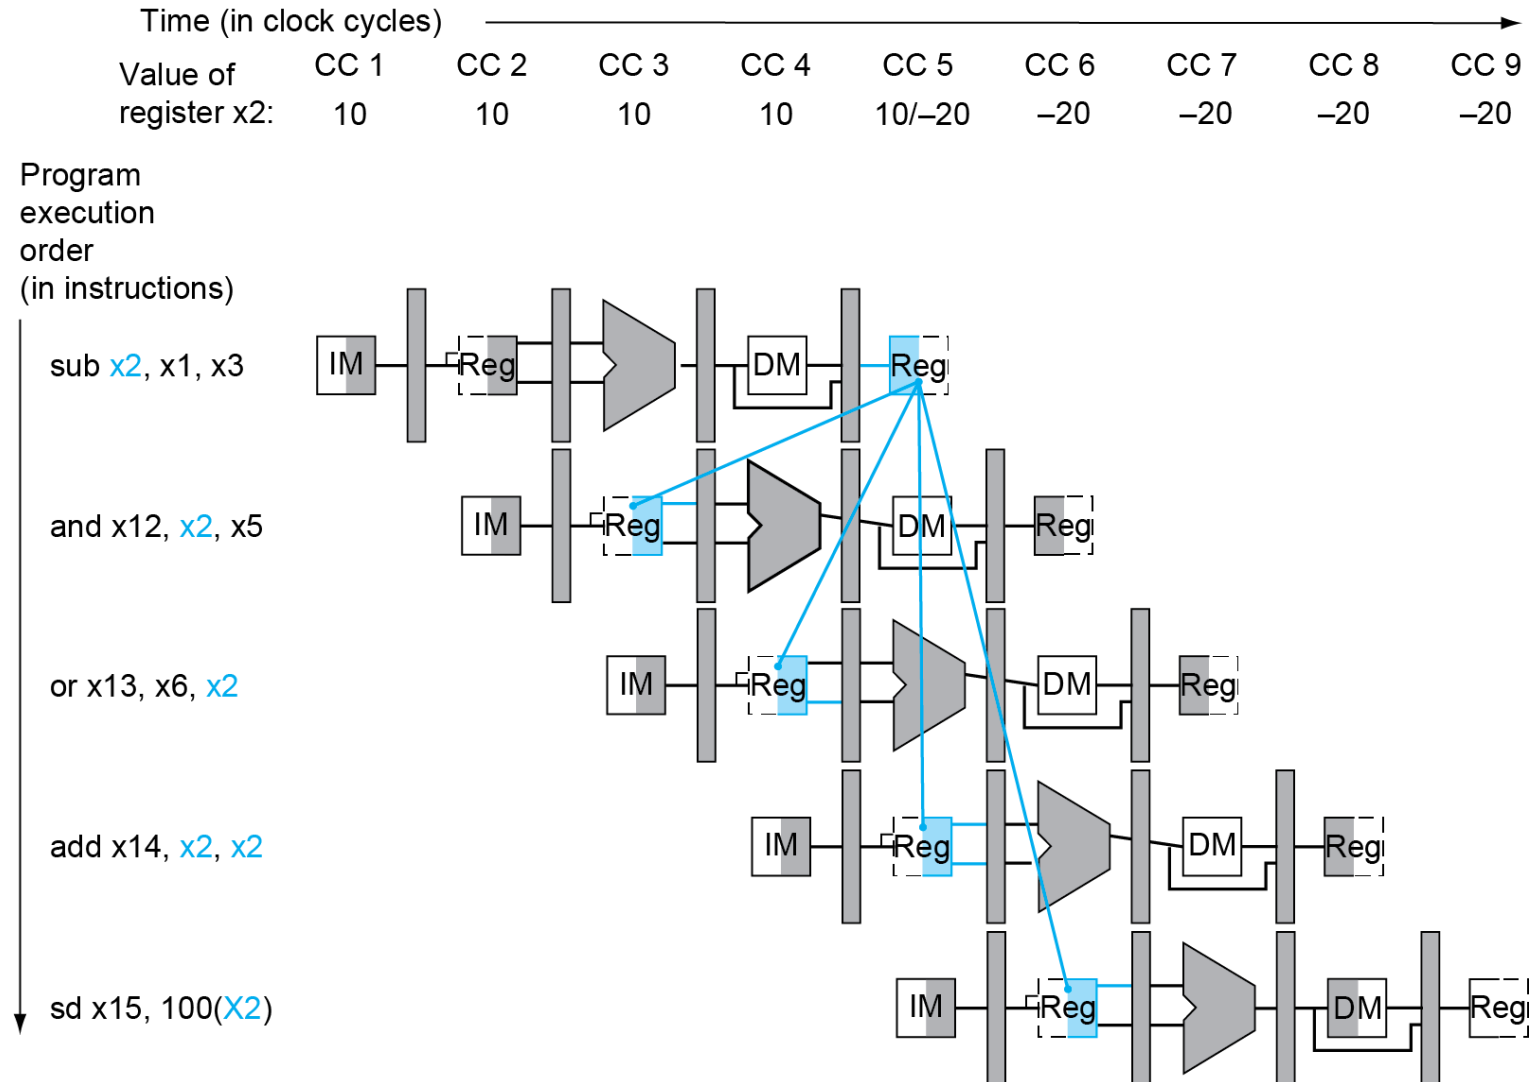 Time (in clock cycles)
Value of register x2:
CC 1 CC 2 CC 3 CC 4 CC 5 CC 6 CC 7 CC 8 CC 9
10 10 10 10 10/–20 –20 –20 –20 –20
Program
execution
order
(in instructions)
sub x2, x1, x3
IM Reg DM Reg
and x12, x2, x5
IM Reg DM Reg
or x13, x6, x2
IM Reg DM Reg
add x14, x2, x2
IM Reg DM Reg
sd x15, 100(X2)
IM Reg DM Reg